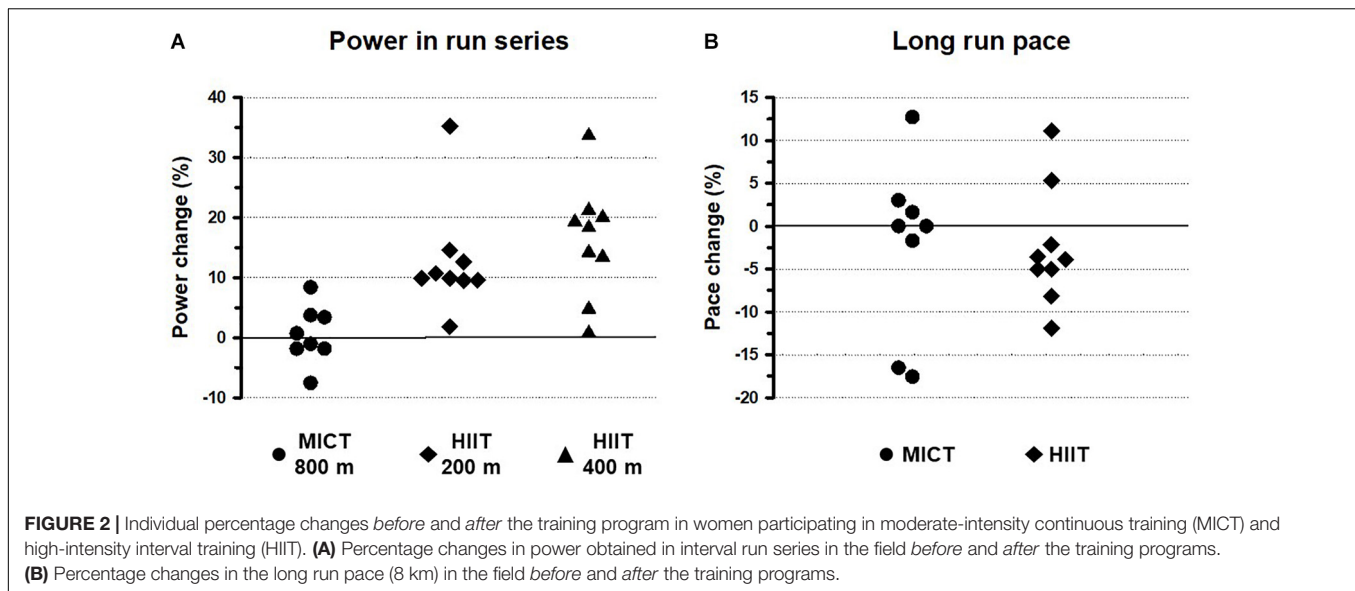 A
Power in run series
Power change (%)
40
30
20
10
0
-10
MICT
800 m
HIIT
200 m
HIIT
400 m
B
Long run pace
Pace change (%)
15
10
5
0
-5
-10
-15
-20
MICT
HIIT
FIGURE 2 | Individual percentage changes before and after the training program in women participating in moderate-intensity continuous training (MICT) and
high-intensity interval training (HIIT). (A) Percentage changes in power obtained in interval run series in the field before and after the training programs.
(B) Percentage changes in the long run pace (8 km) in the field before and after the training programs.